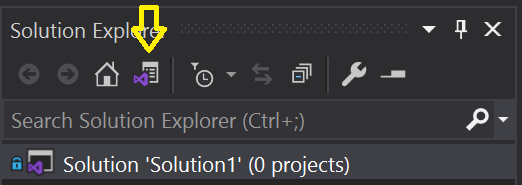 Solution Explorer
Search Solution Explorer (Ctrl+;)
Solution 'Solution1' (0 projects)